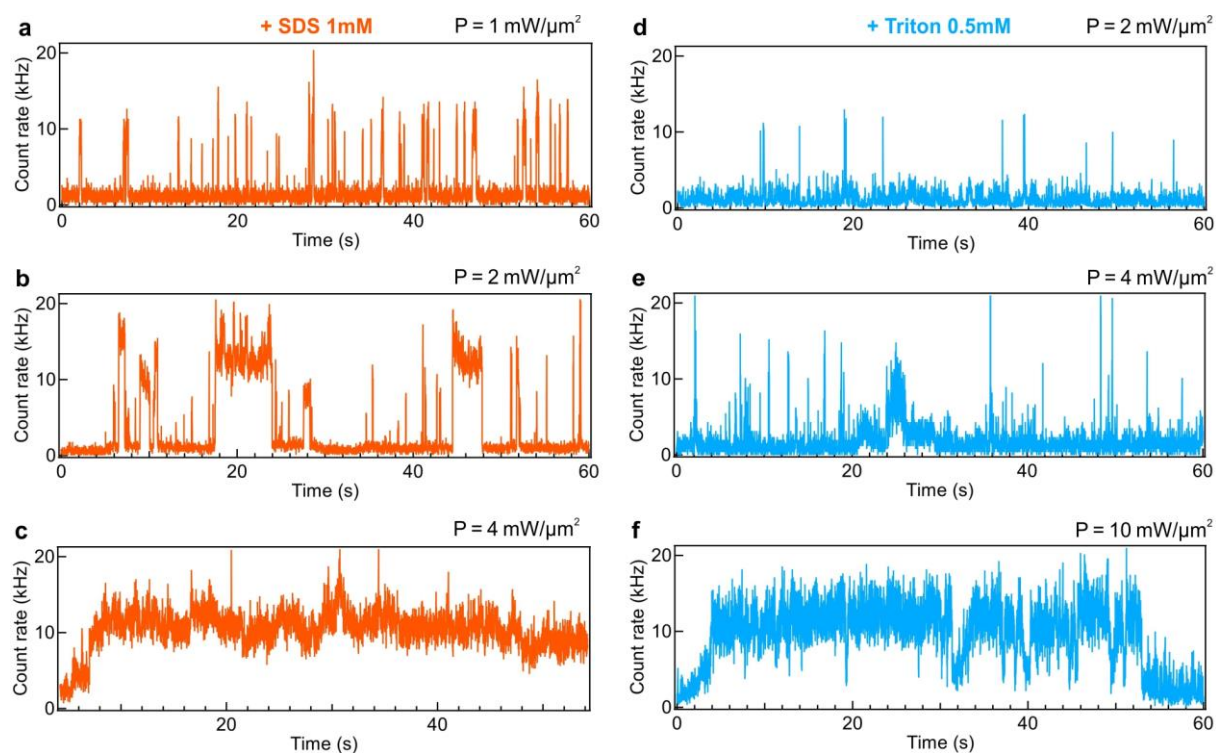 a + SDS 1mM P = 1 mW/µm²
Count rate (kHz)
20
10
0
0 20 40 60
Time (s)
d + Triton 0.5mM P = 2 mW/µm²
Count rate (kHz)
20
10
0
0 20 40 60
Time (s)
b P = 2 mW/µm²
Count rate (kHz)
20
10
0
0 20 40 60
Time (s)
e P = 4 mW/µm²
Count rate (kHz)
20
10
0
0 20 40 60
Time (s)
c P = 4 mW/µm²
Count rate (kHz)
20
10
0
20 40
Time (s)
f P = 10 mW/µm²
Count rate (kHz)
20
10
0
0 20 40 60
Time (s)